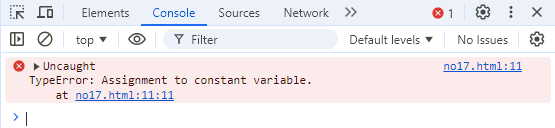 Elements Console Sources Network 1
top Filter Default levels No Issues
Uncaught no17.html:11
TypeError: Assignment to constant variable.
at no17.html:11:11